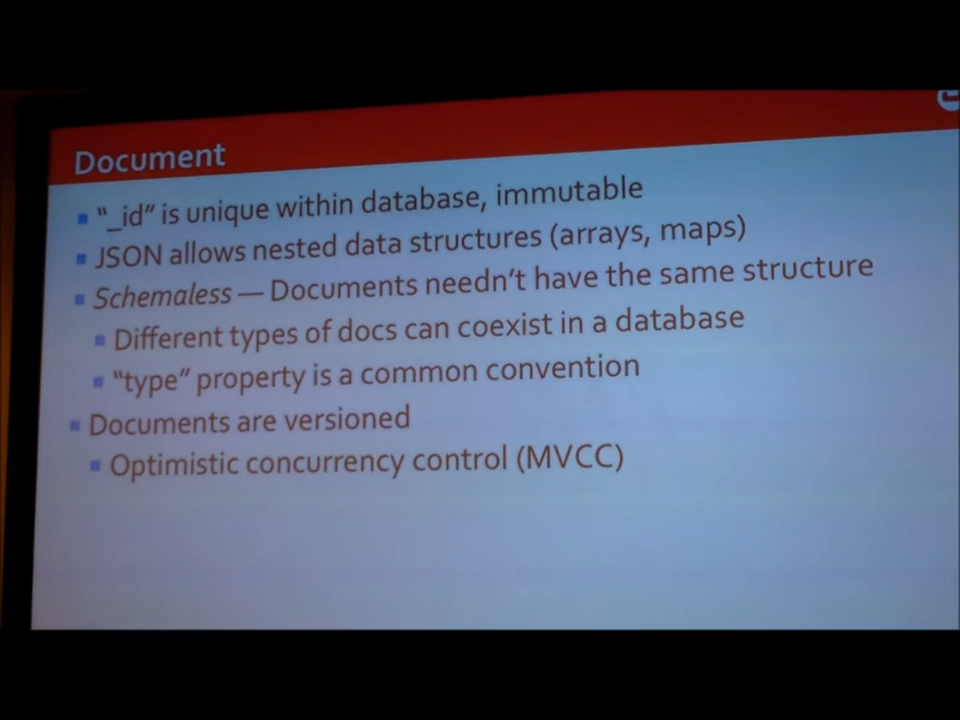 Document
“_id” is unique within database, immutable
JSON allows nested data structures (arrays, maps)
Schemaless — Documents needn’t have the same structure
Different types of docs can coexist in a database
“type” property is a common convention
Documents are versioned
Optimistic concurrency control (MVCC)